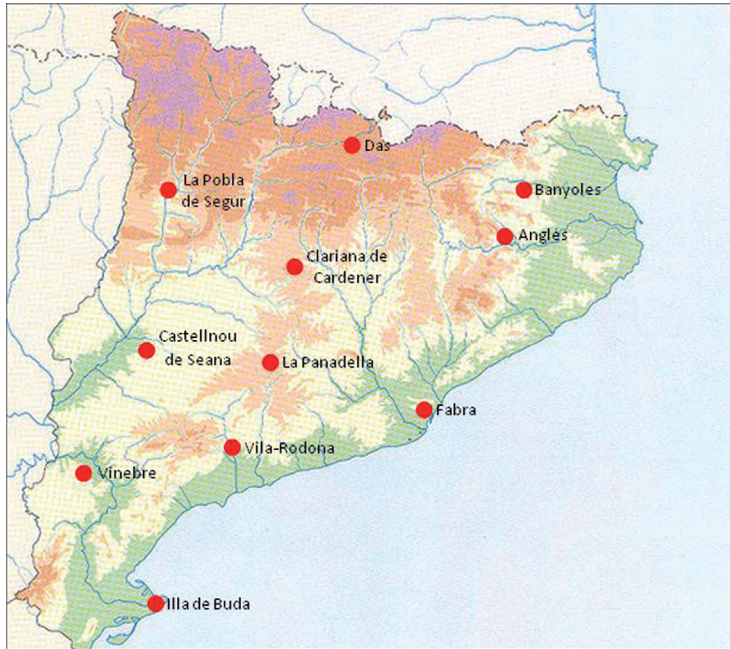 Das
La Pobla
de Segur
Banyoles
Anglès
Clariana de
Cardener
Castellnou
de Seana
La Panadella
Fabra
Vila-Rodona
Vinebre
Illa de Buda